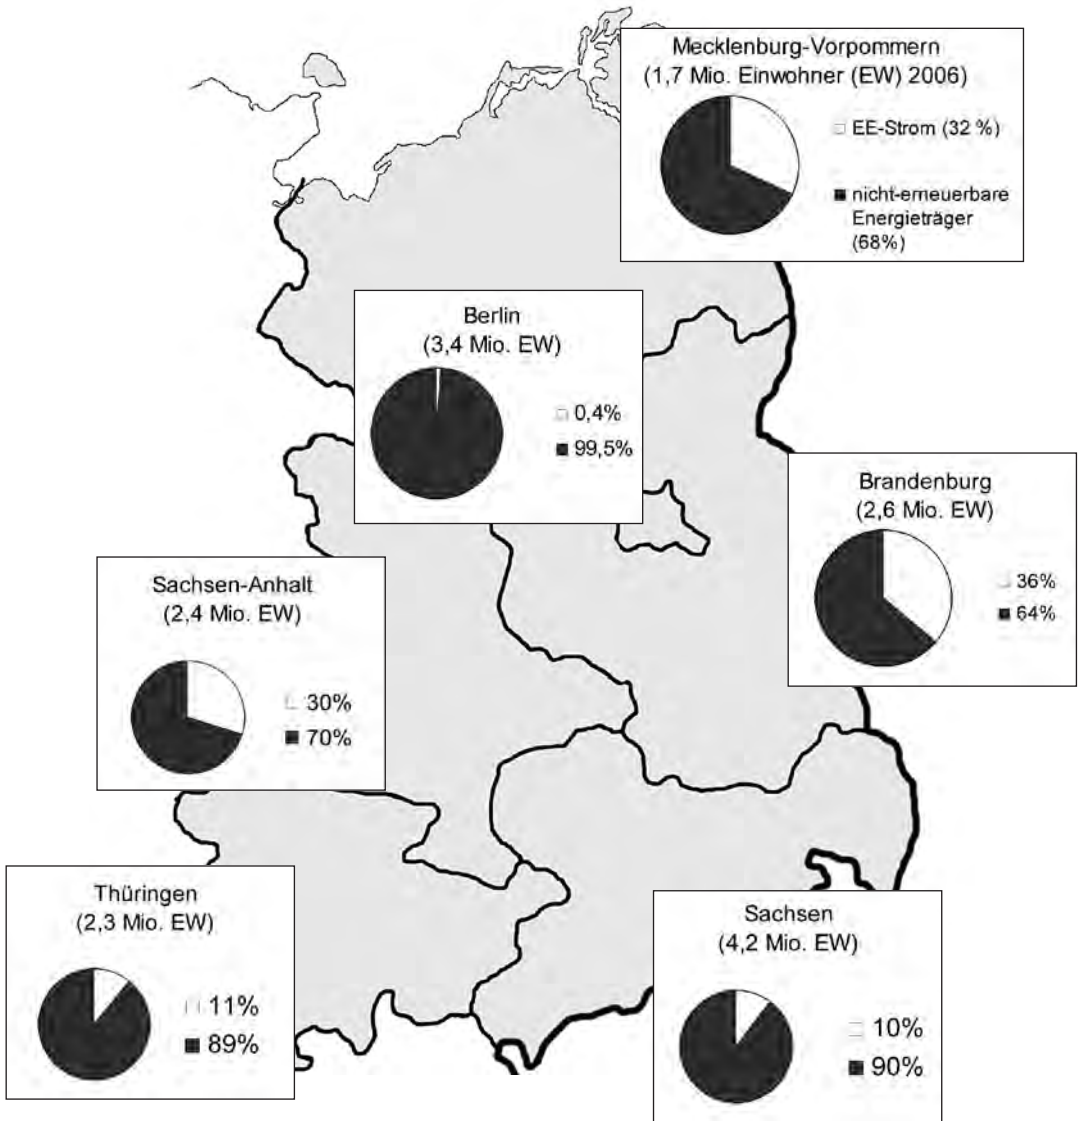 Mecklenburg-Vorpommern
(1,7 Mio. Einwohner (EW) 2006)
EE-Strom (32 %)
nicht-erneuerbare
Energieträger
(68%)
Berlin
(3,4 Mio. EW)
0,4%
99,5%
Brandenburg
(2,6 Mio. EW)
36%
64%
Sachsen-Anhalt
(2,4 Mio. EW)
30%
70%
Thüringen
(2,3 Mio. EW)
11%
89%
Sachsen
(4,2 Mio. EW)
10%
90%